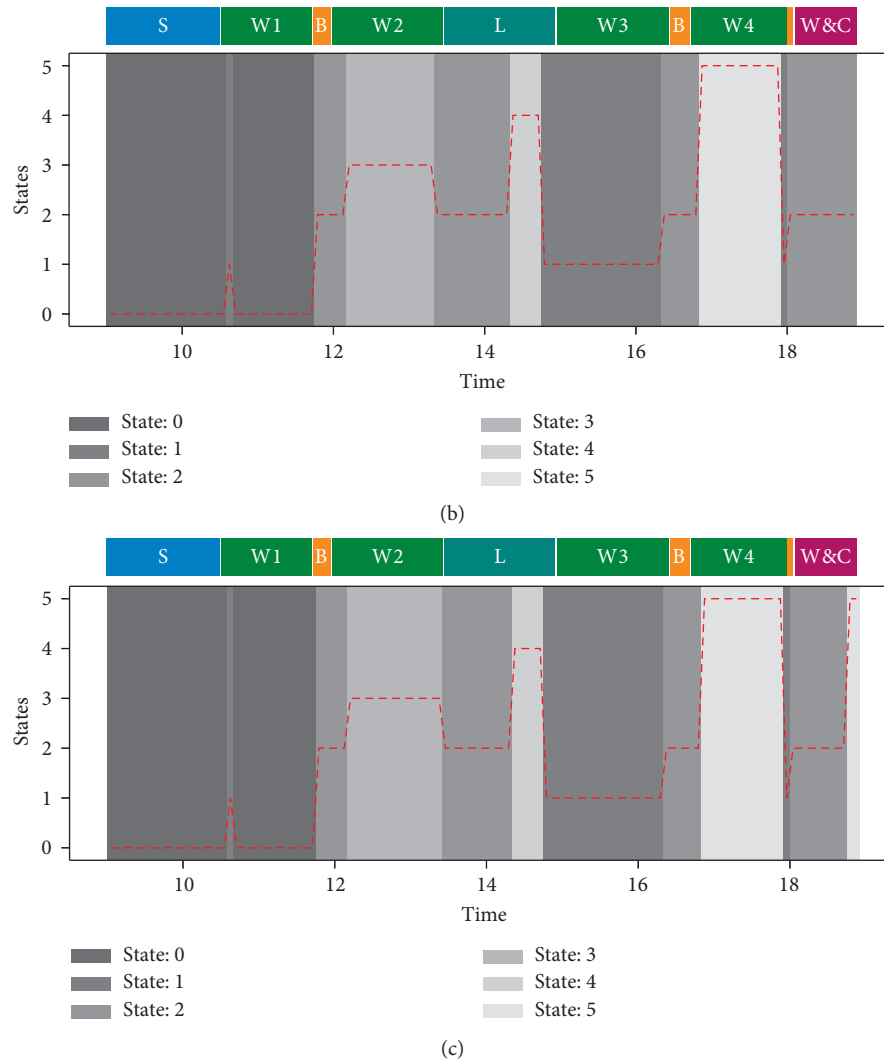 S W1 B W2 L W3 B W4 W&C
5
4
3
2
1
0
States
10 12 14 16 18
Time
State: 0 State: 3
State: 1 State: 4
State: 2 State: 5
(b)
S W1 B W2 L W3 B W4 W&C
5
4
3
2
1
0
States
10 12 14 16 18
Time
State: 0 State: 3
State: 1 State: 4
State: 2 State: 5
(c)